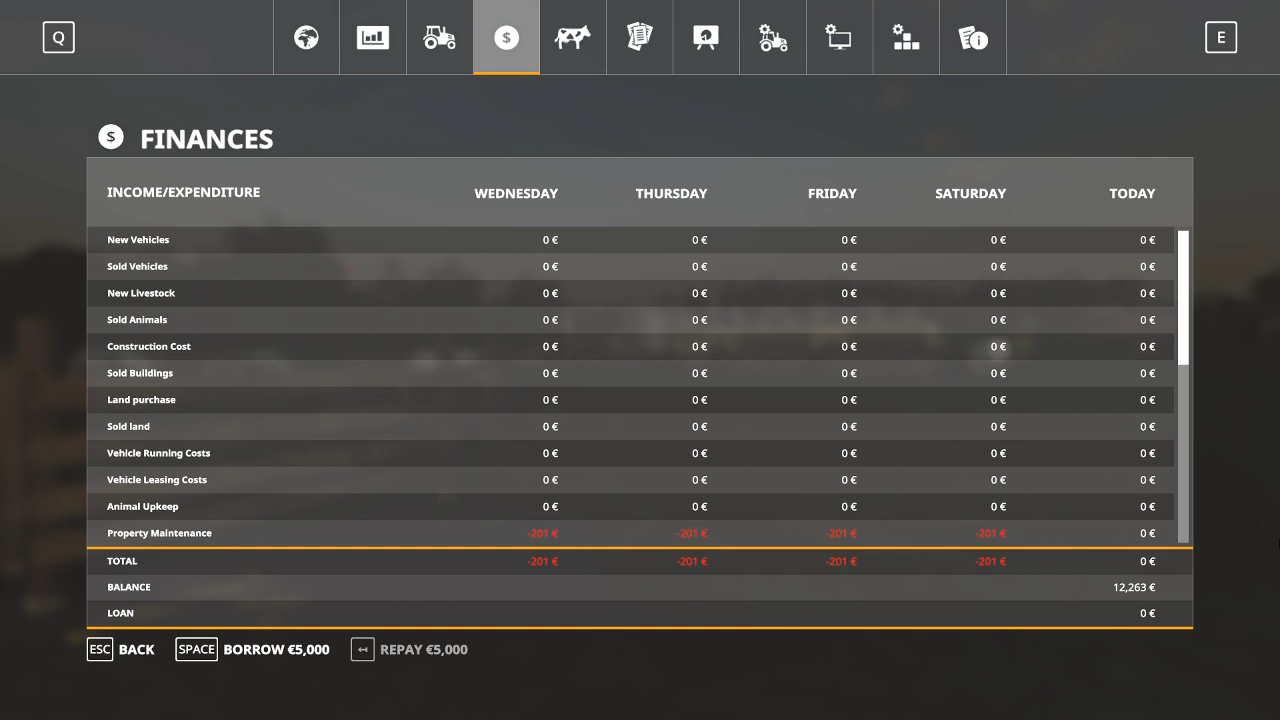 Q
$
E
$ FINANCES
INCOME/EXPENDITURE WEDNESDAY THURSDAY FRIDAY SATURDAY TODAY
New Vehicles 0 € 0 € 0 € 0 € 0 €
Sold Vehicles 0 € 0 € 0 € 0 € 0 €
New Livestock 0 € 0 € 0 € 0 € 0 €
Sold Animals 0 € 0 € 0 € 0 € 0 €
Construction Cost 0 € 0 € 0 € 0 € 0 €
Sold Buildings 0 € 0 € 0 € 0 € 0 €
Land purchase 0 € 0 € 0 € 0 € 0 €
Sold land 0 € 0 € 0 € 0 € 0 €
Vehicle Running Costs 0 € 0 € 0 € 0 € 0 €
Vehicle Leasing Costs 0 € 0 € 0 € 0 € 0 €
Animal Upkeep 0 € 0 € 0 € 0 € 0 €
Property Maintenance -201 € -201 € -201 € -201 € 0 €
TOTAL -201 € -201 € -201 € -201 € 0 €
BALANCE 12,263 €
LOAN 0 €
ESC BACK SPACE BORROW €5,000 ↔ REPAY €5,000